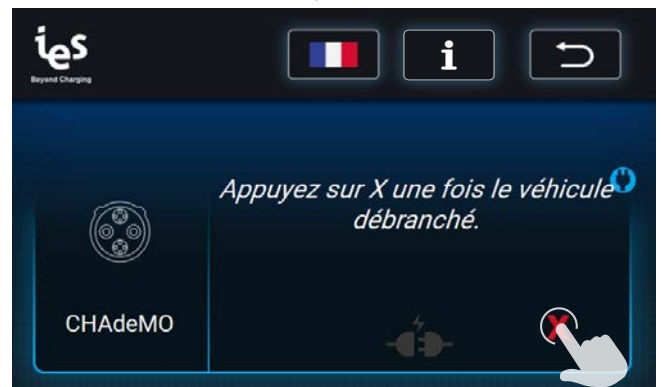 ies
Beyond Charging
i
Appuyez sur X une fois le véhicule
débranché.
CHAdeMO
X